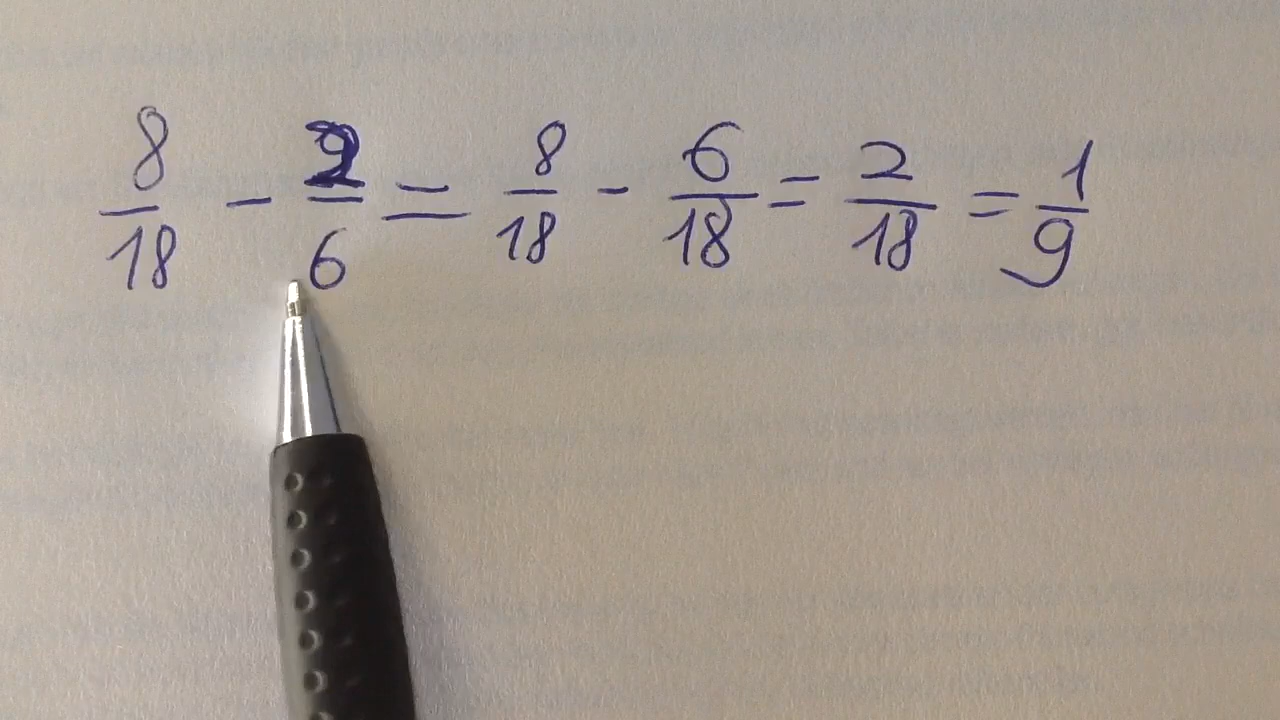 8/18 - 2/6 = 8/18 - 6/18 = 2/18 = 1/9